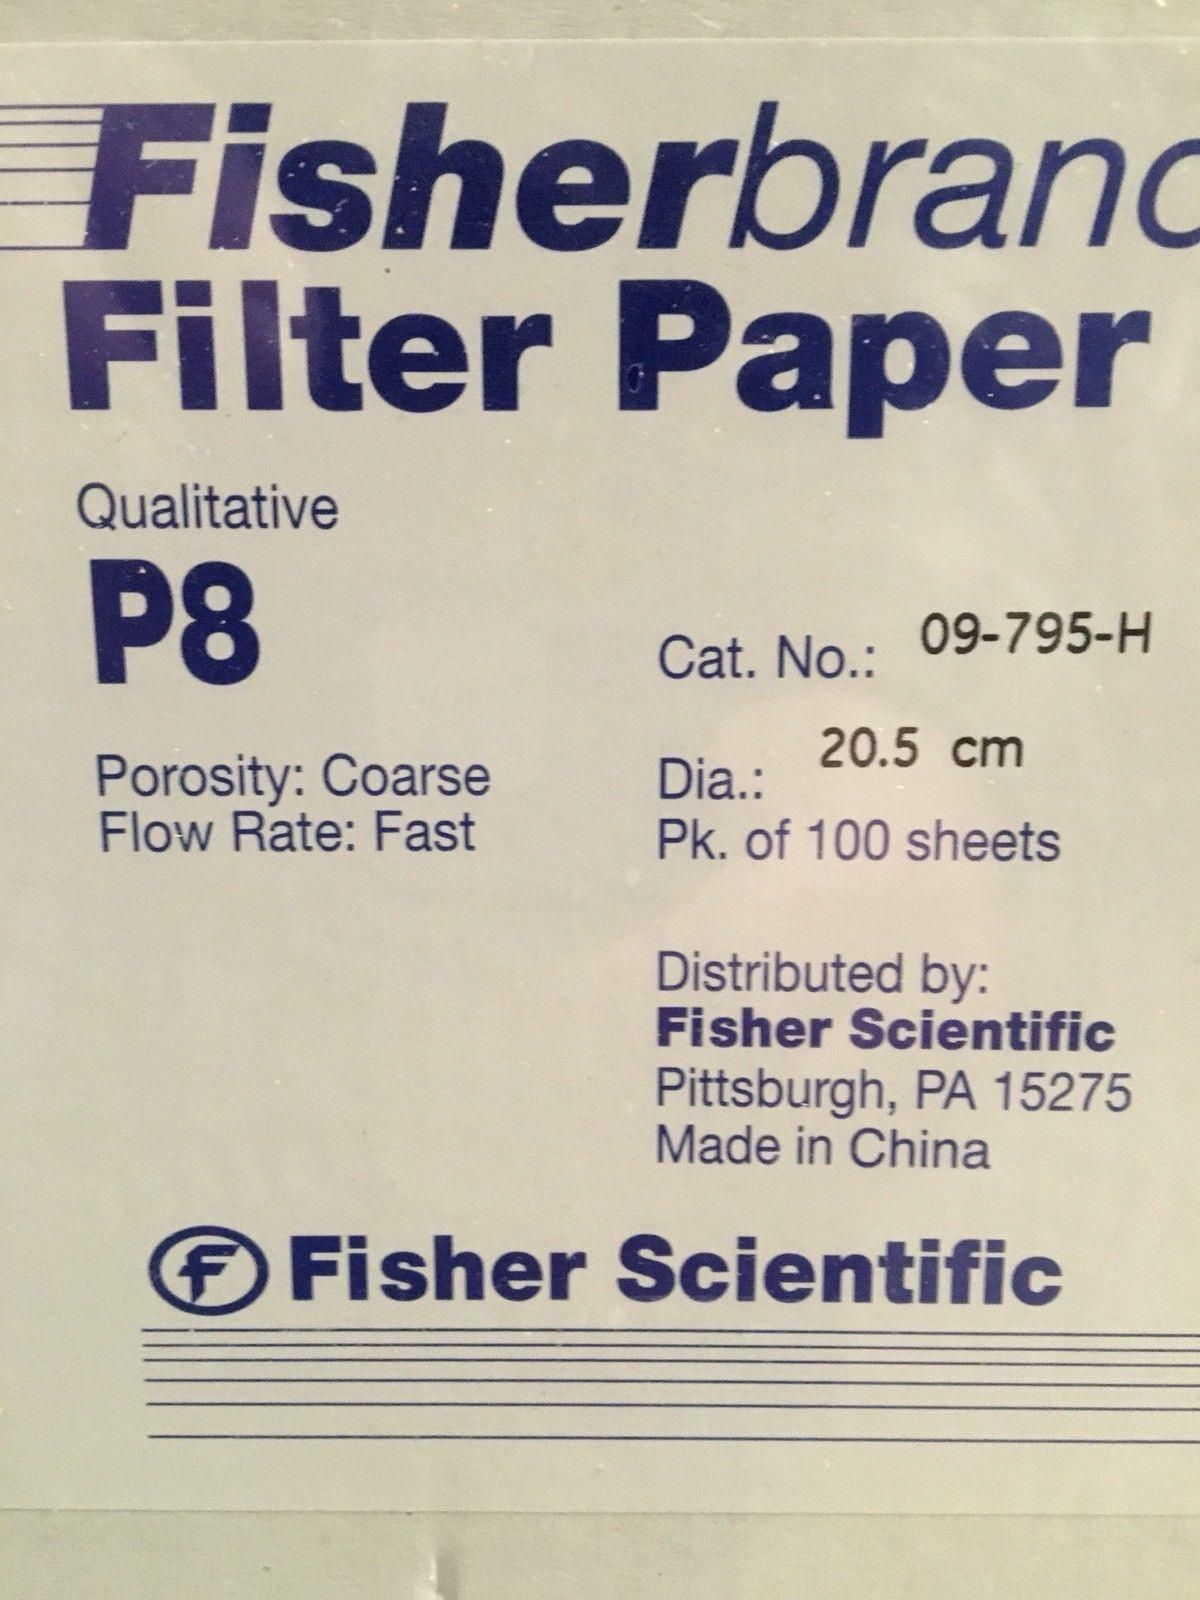 Fisherbrand
Filter Paper
Qualitative
P8
Cat. No.: 09-795-H
Porosity: Coarse
Flow Rate: Fast
Dia.: 20.5 cm
Pk. of 100 sheets
Distributed by:
Fisher Scientific
Pittsburgh, PA 15275
Made in China
F Fisher Scientific